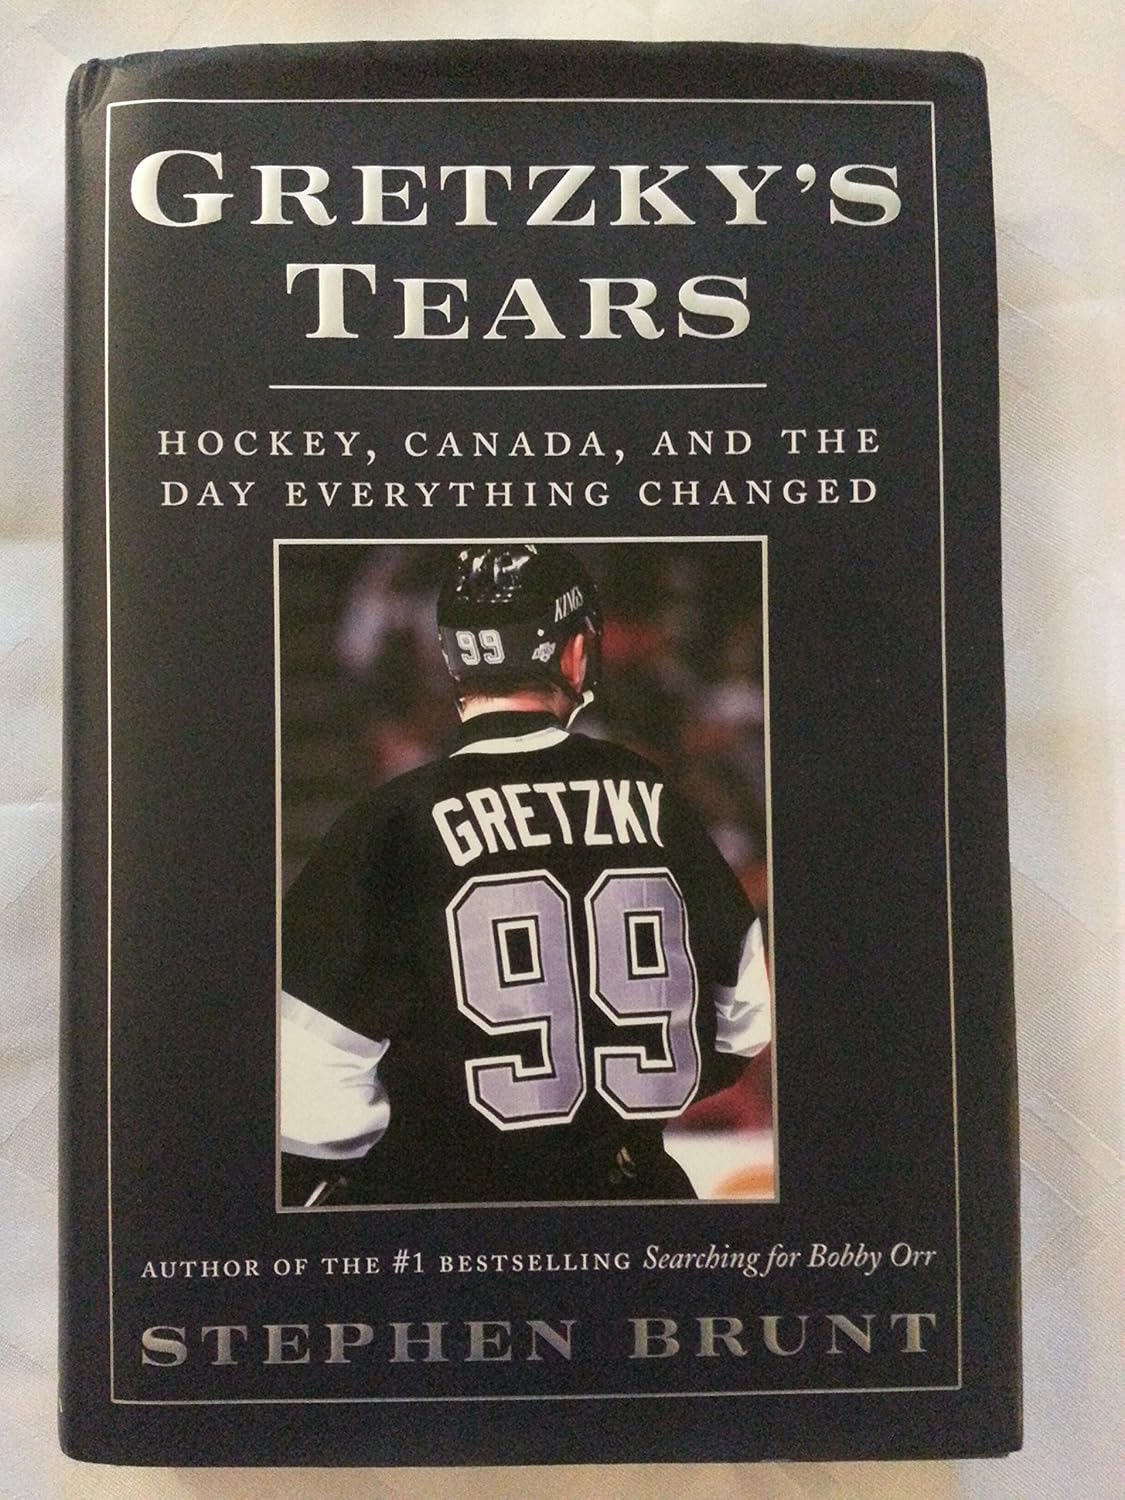 GRETZKY'S
TEARS
HOCKEY, CANADA, AND THE
DAY EVERYTHING CHANGED
KINGS
99
GRETZKY
99
AUTHOR OF THE #1 BESTSELLING Searching for Bobby Orr
STEPHEN BRUNT